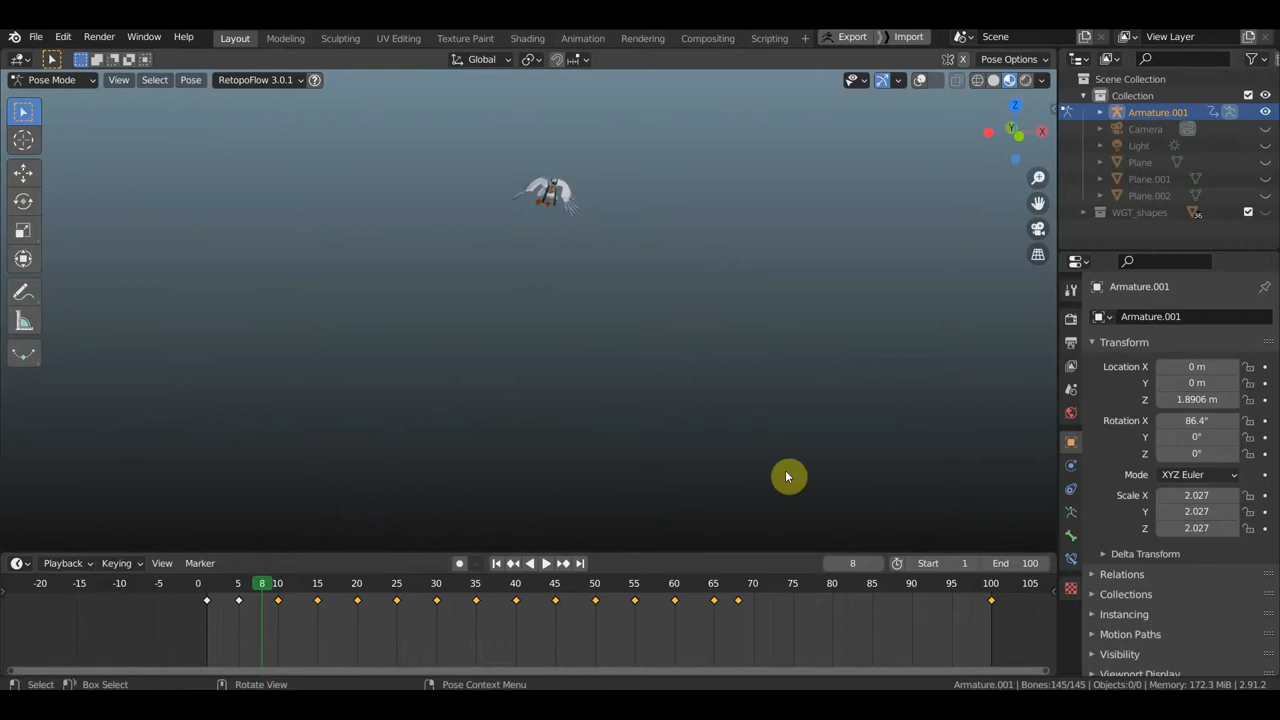 File Edit Render Window Help Layout Modeling Sculpting UV Editing Texture Paint Shading Animation Rendering Compositing Scripting + Export Import Scene View Layer
Global X Pose Options
Pose Mode View Select Pose RetopoFlow 3.0.1
Scene Collection
Collection
Armature.001
Camera
Light
Plane
Plane.001
Plane.002
WGT_shapes 36
Z
Y
X
Armature.001
Armature.001
Transform
Location X 0 m
Y 0 m
Z 1.8906 m
Rotation X 86.4°
Y 0°
Z 0°
Mode XYZ Euler
Scale X 2.027
Y 2.027
Z 2.027
Delta Transform
Relations
Collections
Instancing
Motion Paths
Visibility
Viewport Display
Playback Keying View Marker 8 Start 1 End 100
-20 -15 -10 -5 0 5 8 10 15 20 25 30 35 40 45 50 55 60 65 70 75 80 85 90 95 100 105
Select Box Select Rotate View Pose Context Menu Armature.001 | Bones:145/145 | Objects:0/0 | Memory: 172.3 MiB | 2.91.2